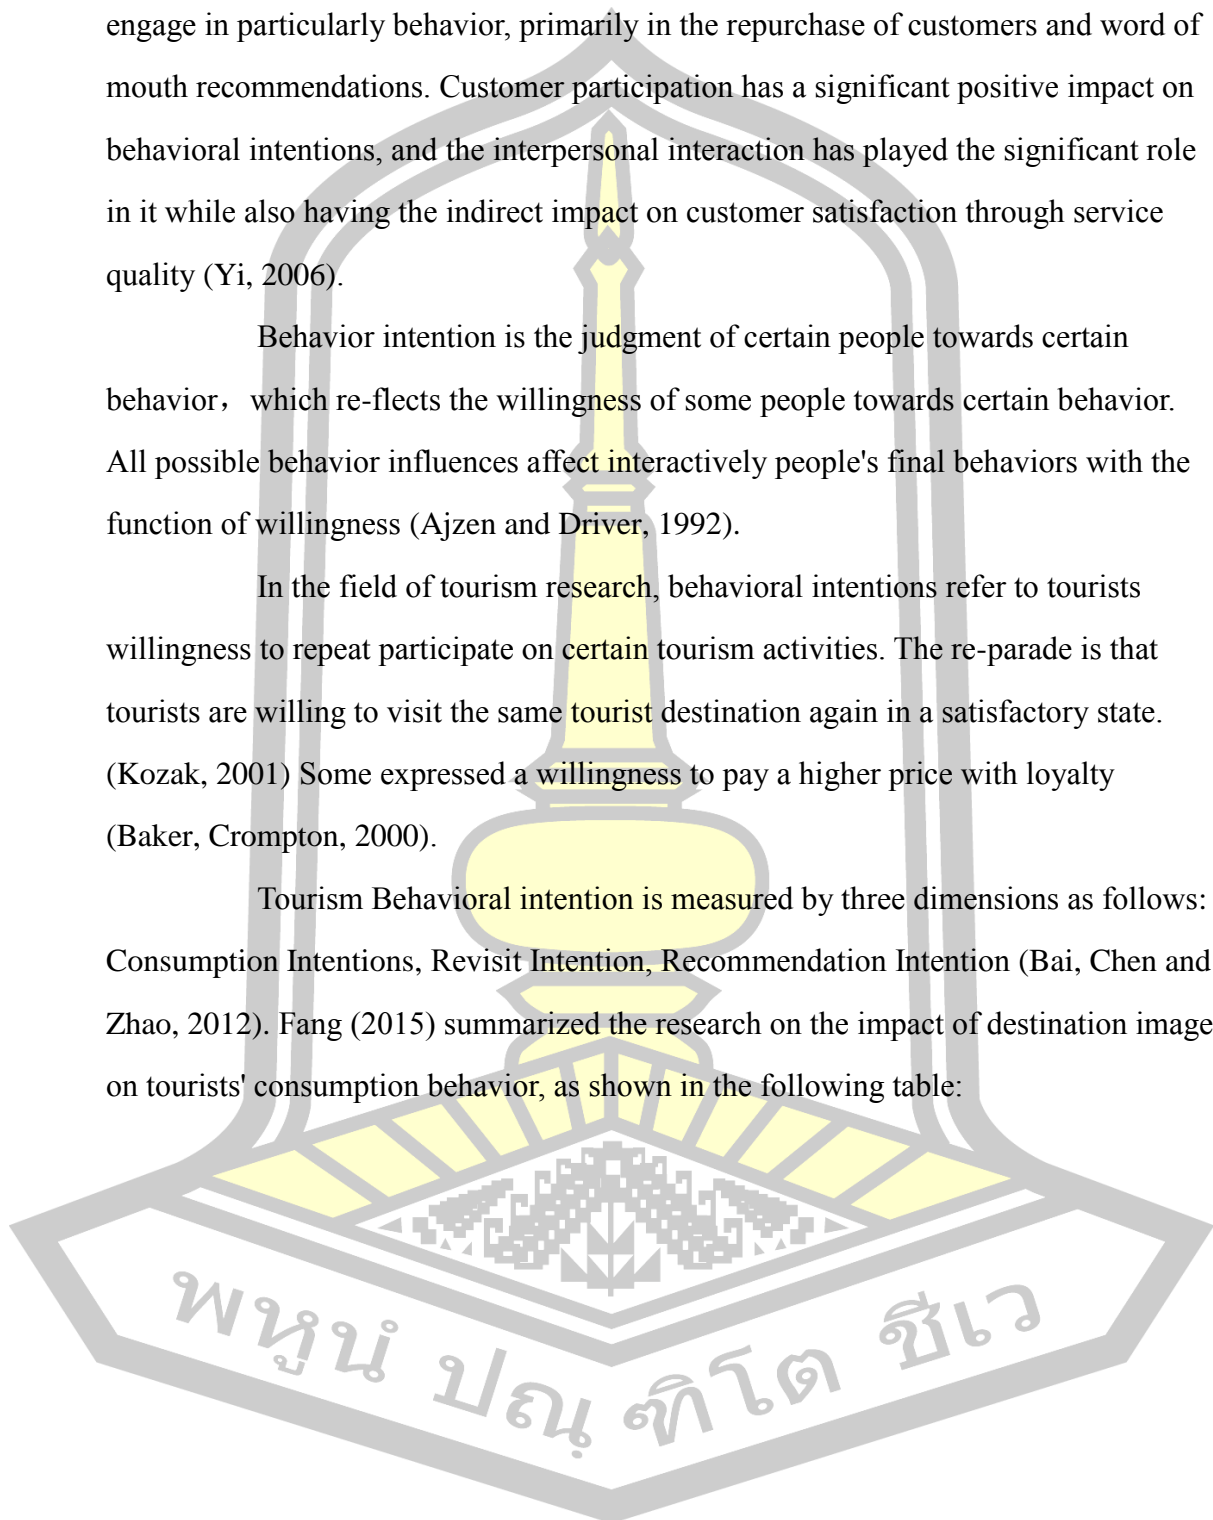 engage in particularly behavior, primarily in the repurchase of customers and word of
mouth recommendations. Customer participation has a significant positive impact on
behavioral intentions, and the interpersonal interaction has played the significant role
in it while also having the indirect impact on customer satisfaction through service
quality (Yi, 2006).
Behavior intention is the judgment of certain people towards certain
behavior，which re-flects the willingness of some people towards certain behavior.
All possible behavior influences affect interactively people's final behaviors with the
function of willingness (Ajzen and Driver, 1992).
In the field of tourism research, behavioral intentions refer to tourists
willingness to repeat participate on certain tourism activities. The re-parade is that
tourists are willing to visit the same tourist destination again in a satisfactory state.
(Kozak, 2001) Some expressed a willingness to pay a higher price with loyalty
(Baker, Crompton, 2000).
Tourism Behavioral intention is measured by three dimensions as follows:
Consumption Intentions, Revisit Intention, Recommendation Intention (Bai, Chen and
Zhao, 2012). Fang (2015) summarized the research on the impact of destination image
on tourists' consumption behavior, as shown in the following table:
พหูนํ ปณฺ ฑิโต ชีเว